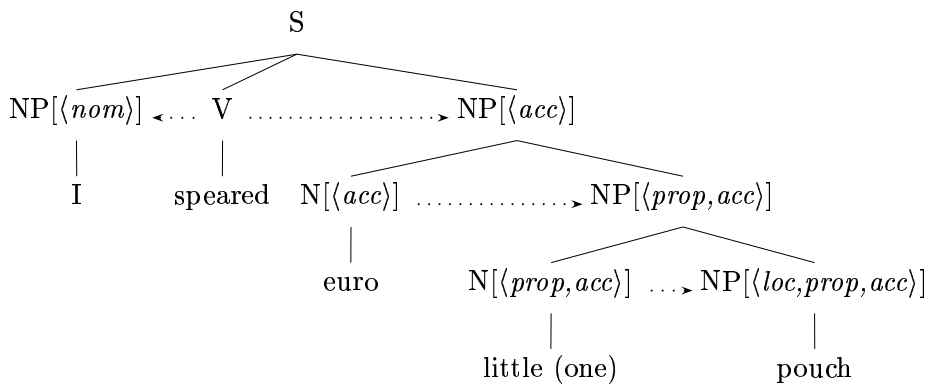 S
NP[⟨nom⟩] V NP[⟨acc⟩]
I speared N[⟨acc⟩] NP[⟨prop,acc⟩]
euro N[⟨prop,acc⟩] NP[⟨loc,prop,acc⟩]
little (one) pouch